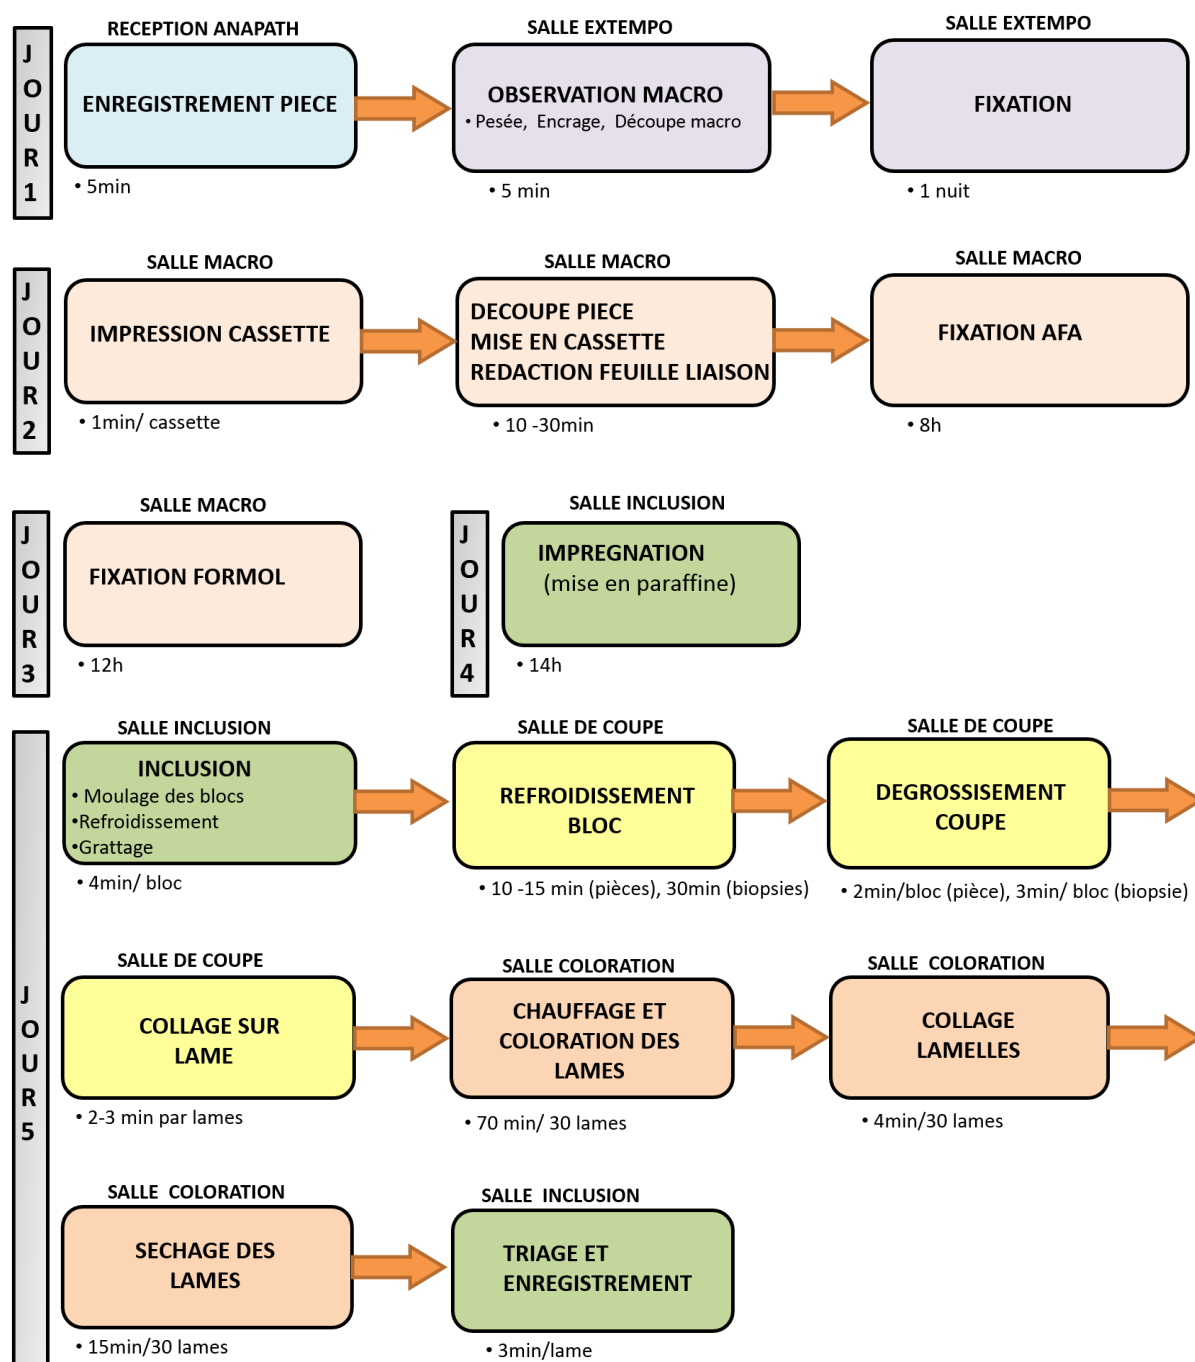 JOUR1
RECEPTION ANAPATH
ENREGISTREMENT PIECE
• 5min
SALLE EXTEMPO
OBSERVATION MACRO
• Pesée, Encrage, Découpe macro
• 5 min
SALLE EXTEMPO
FIXATION
• 1 nuit
JOUR2
SALLE MACRO
IMPRESSION CASSETTE
• 1min/ cassette
SALLE MACRO
DECOUPE PIECE
MISE EN CASSETTE
REDACTION FEUILLE LIAISON
• 10 -30min
SALLE MACRO
FIXATION AFA
• 8h
JOUR3
SALLE MACRO
FIXATION FORMOL
• 12h
JOUR4
SALLE INCLUSION
IMPREGNATION
(mise en paraffine)
• 14h
JOUR5
SALLE INCLUSION
INCLUSION
• Moulage des blocs
•Refroidissement
•Grattage
• 4min/ bloc
SALLE DE COUPE
REFROIDISSEMENT
BLOC
• 10 -15 min (pièces), 30min (biopsies)
SALLE DE COUPE
DEGROSSISEMENT
COUPE
• 2min/bloc (pièce), 3min/ bloc (biopsie)
SALLE DE COUPE
COLLAGE SUR
LAME
• 2-3 min par lames
SALLE COLORATION
CHAUFFAGE ET
COLORATION DES
LAMES
• 70 min/ 30 lames
SALLE COLORATION
COLLAGE
LAMELLES
• 4min/30 lames
SALLE COLORATION
SECHAGE DES
LAMES
• 15min/30 lames
SALLE INCLUSION
TRIAGE ET
ENREGISTREMENT
• 3min/lame